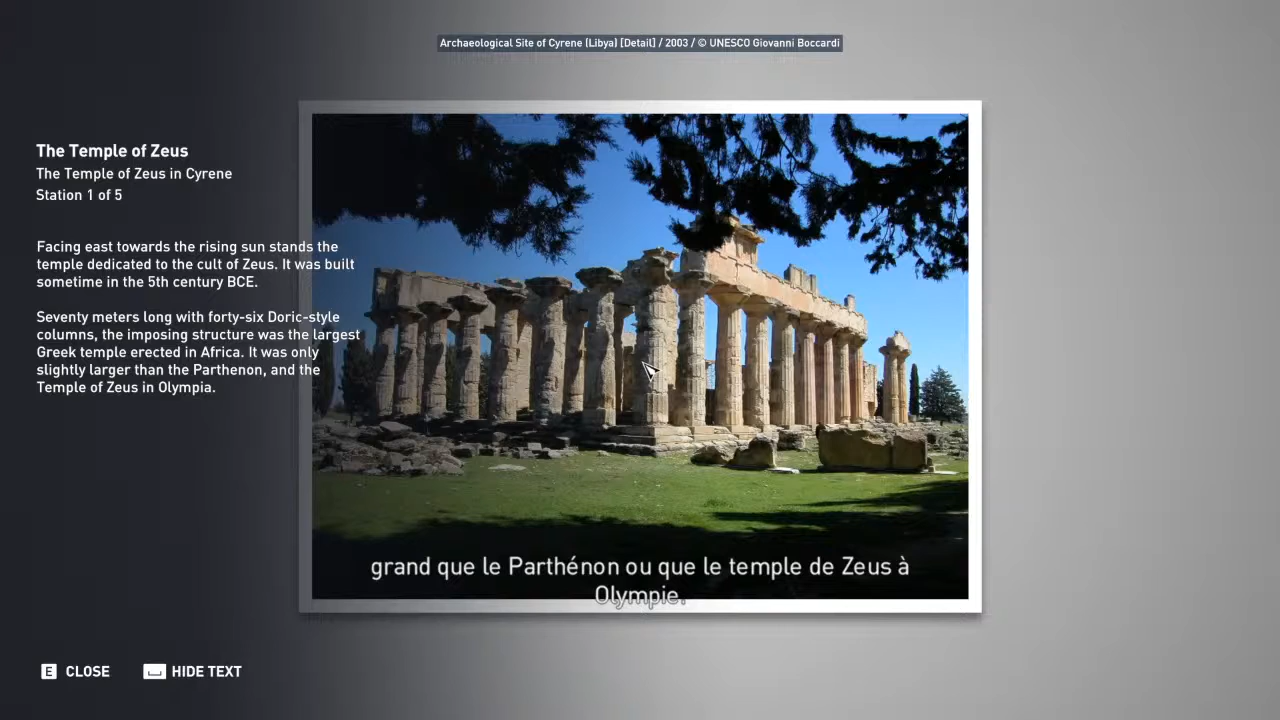 Archaeological Site of Cyrene (Libya) [Detail] / 2003 / © UNESCO Giovanni Boccardi
The Temple of Zeus
The Temple of Zeus in Cyrene
Station 1 of 5
Facing east towards the rising sun stands the
temple dedicated to the cult of Zeus. It was built
sometime in the 5th century BCE.
Seventy meters long with forty-six Doric-style
columns, the imposing structure was the largest
Greek temple erected in Africa. It was only
slightly larger than the Parthenon, and the
Temple of Zeus in Olympia.
grand que le Parthénon ou que le temple de Zeus à
Olympie.
E CLOSE
HIDE TEXT